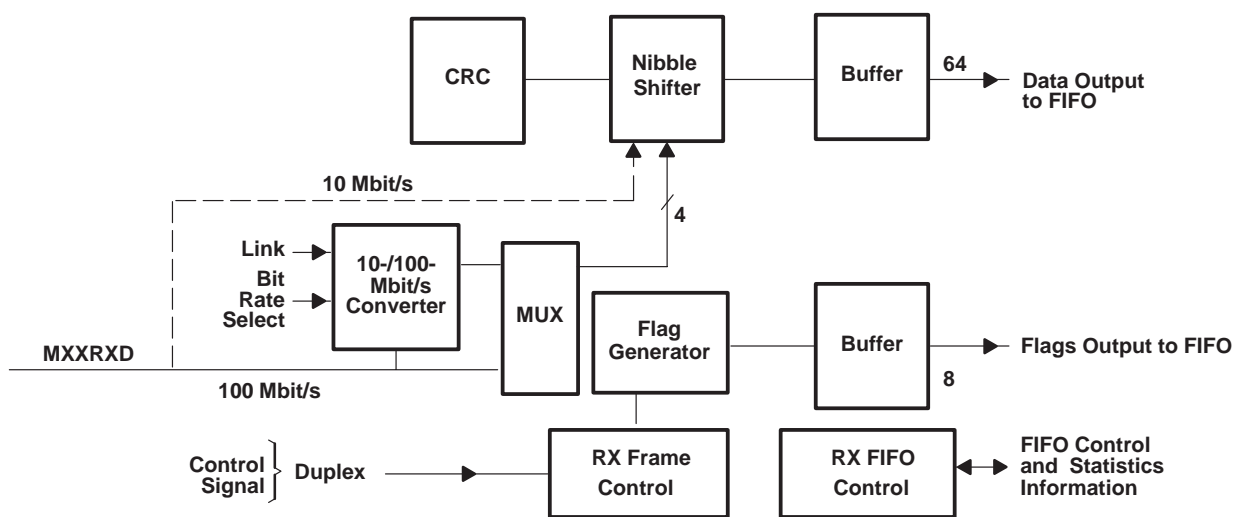 CRC
Nibble
Shifter
Buffer
64
Data Output
to FIFO
10 Mbit/s
4
Link
Bit
Rate
Select
10-/100-
Mbit/s
Converter
MUX
Flag
Generator
Buffer
8
Flags Output to FIFO
MXXRXD
100 Mbit/s
Control
Signal
Duplex
RX Frame
Control
RX FIFO
Control
FIFO Control
and Statistics
Information